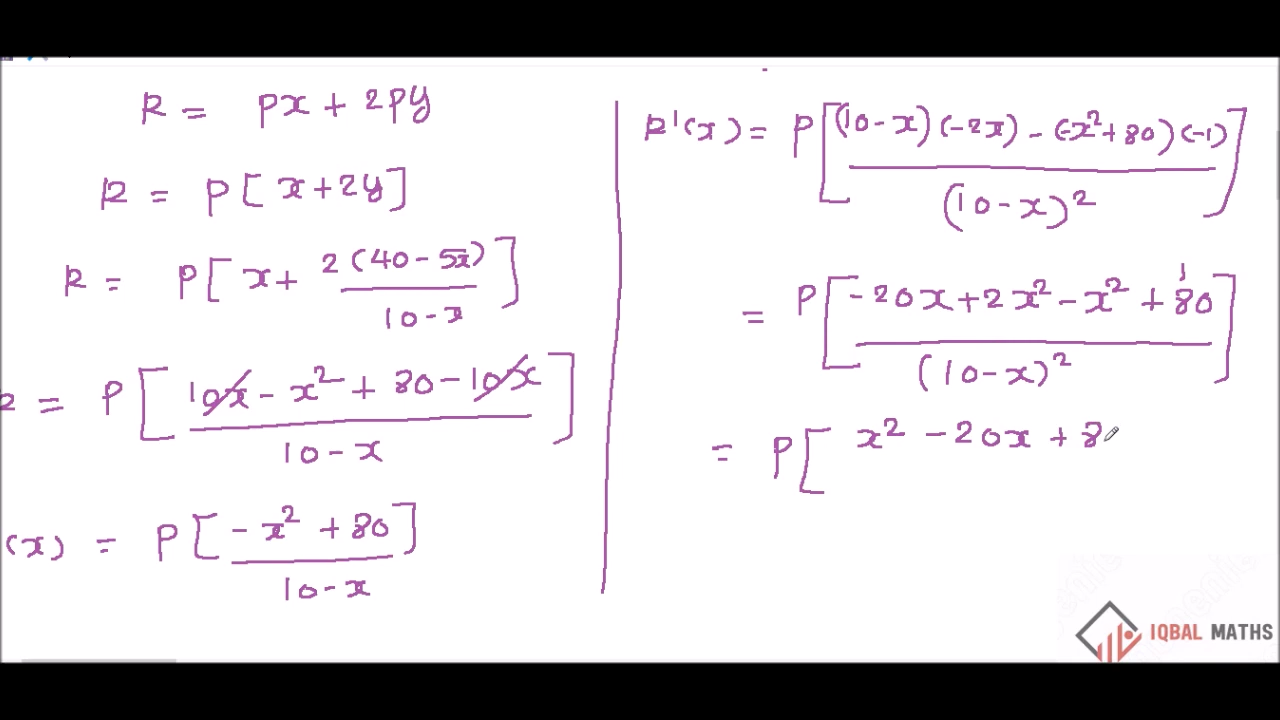 R = px + 2py
R = P[x+2y]
R = P[x + 2(40-5x)/10-x]
R = P[10x - x² + 80 - 10x/10-x]
(x) = P[-x² + 80/10-x]
R'(x) = P[(10-x)(-2x) - (-x²+80)(-1)/(10-x)²]
= P[-20x + 2x² - x² + 80/(10-x)²]
= P[x² - 20x + 8
IQBAL MATHS